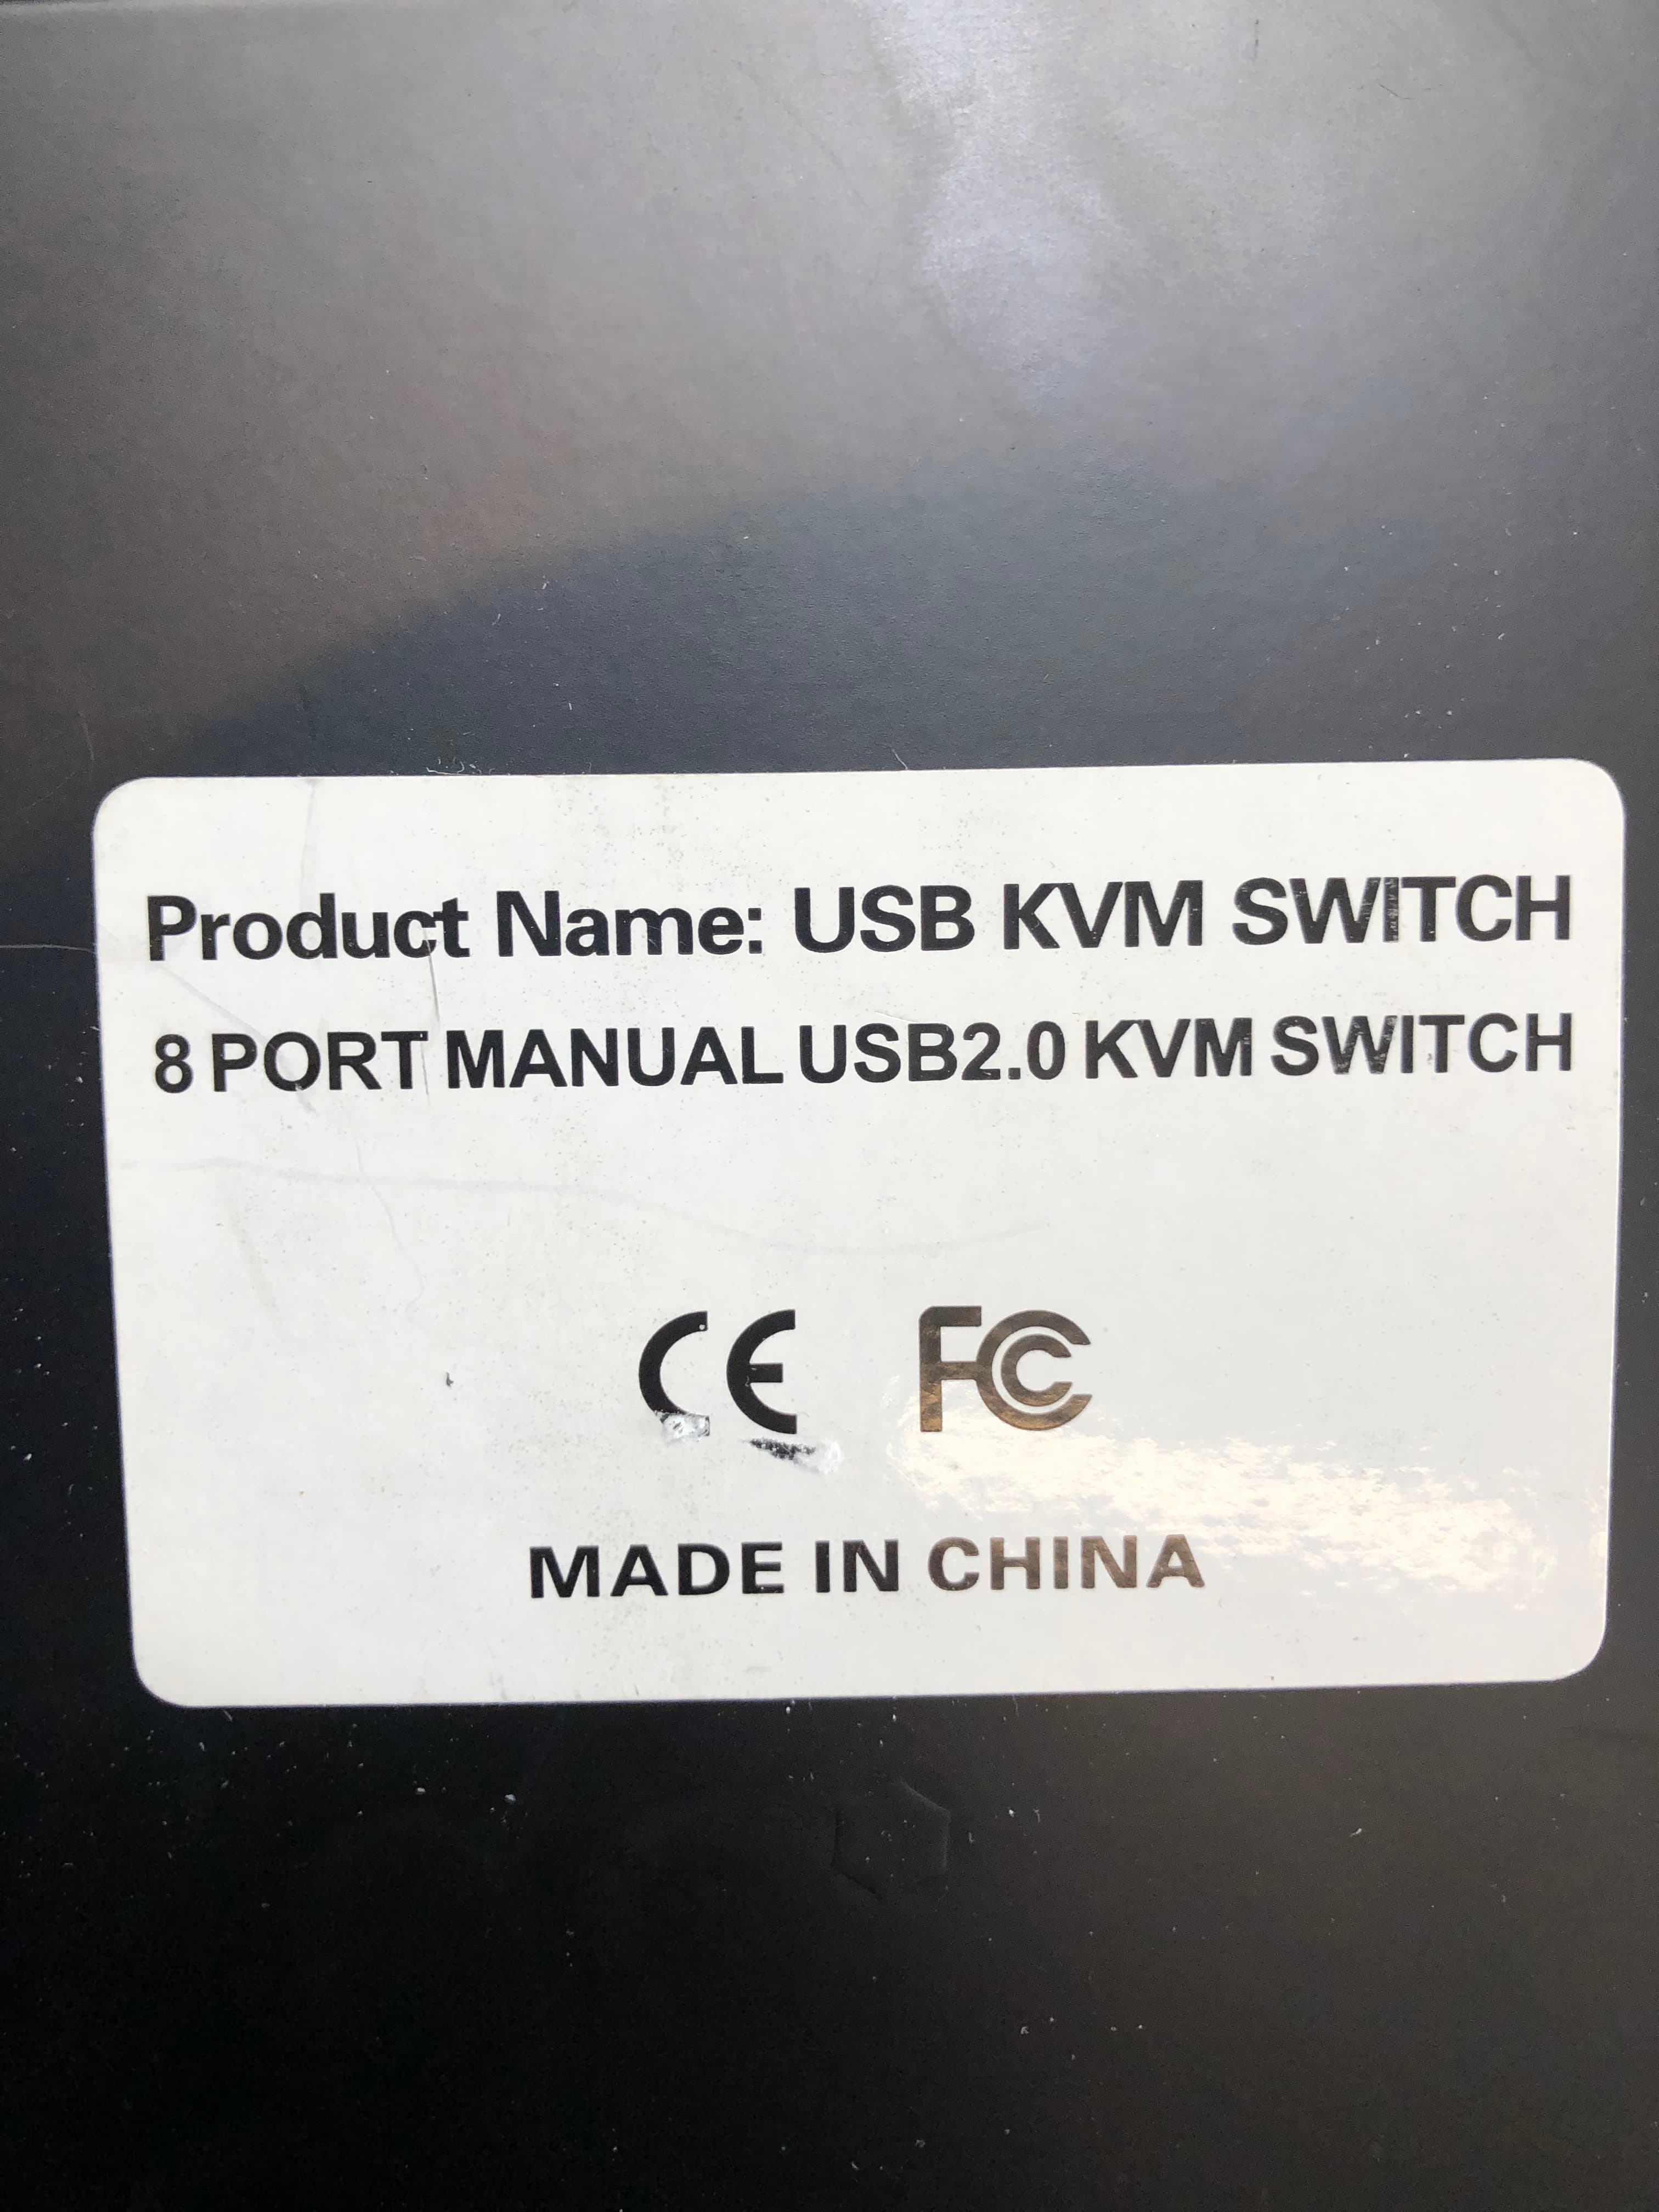 Product Name: USB KVM SWITCH
8 PORT MANUAL USB2.0 KVM SWITCH
CE FC
MADE IN CHINA